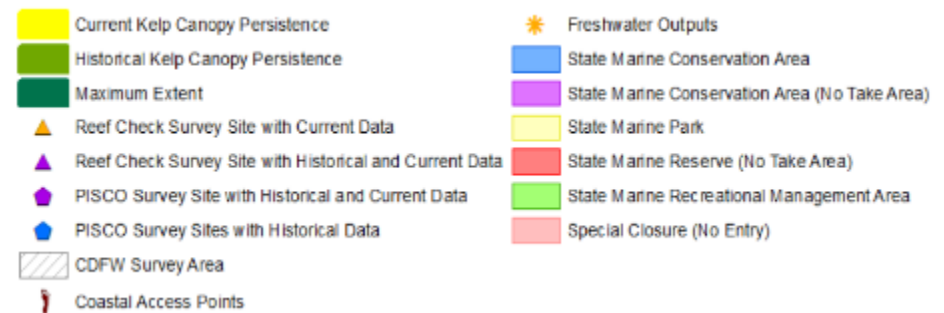 Current Kelp Canopy Persistence
Historical Kelp Canopy Persistence
Maximum Extent
Reef Check Survey Site with Current Data
Reef Check Survey Site with Historical and Current Data
PISCO Survey Site with Historical and Current Data
PISCO Survey Sites with Historical Data
CDFW Survey Area
Coastal Access Points
Freshwater Outputs
State Marine Conservation Area
State Marine Conservation Area (No Take Area)
State Marine Park
State Marine Reserve (No Take Area)
State Marine Recreational Management Area
Special Closure (No Entry)